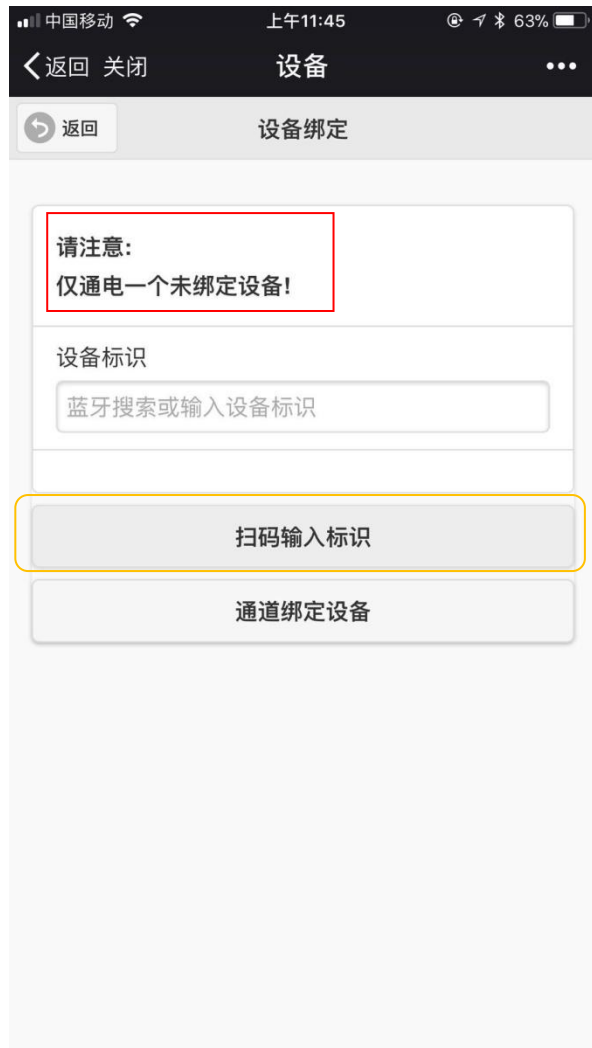 中国移动 上午11:45 63%
返回 关闭 设备
返回 设备绑定
请注意:
仅通电一个未绑定设备!
设备标识
蓝牙搜索或输入设备标识
扫码输入标识
通道绑定设备